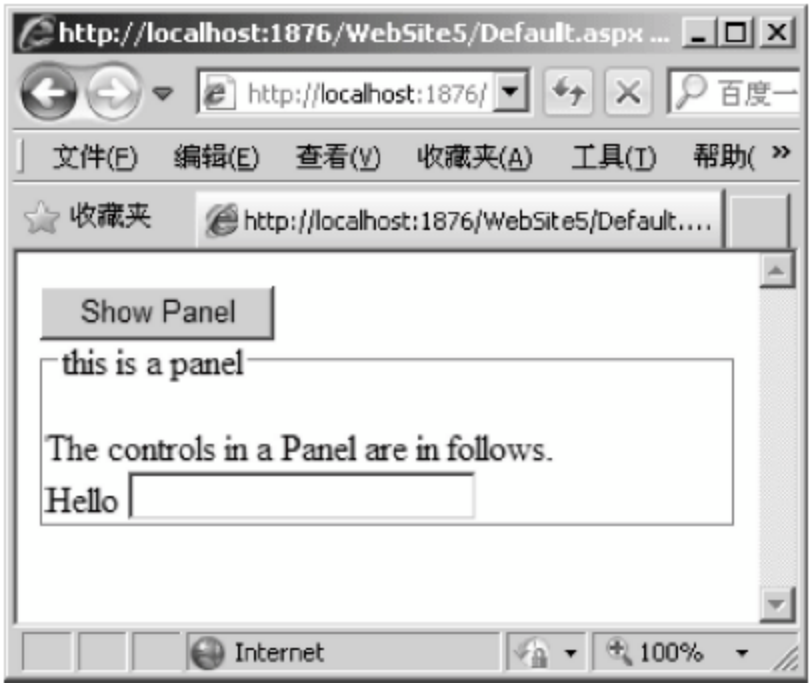 http://localhost:1876/WebSite5/Default.aspx ...
http://localhost:1876/
百度一
文件(F) 编辑(E) 查看(V) 收藏夹(A) 工具(T) 帮助( »
收藏夹
http://localhost:1876/WebSite5/Default....
Show Panel
this is a panel
The controls in a Panel are in follows.
Hello
Internet
100%